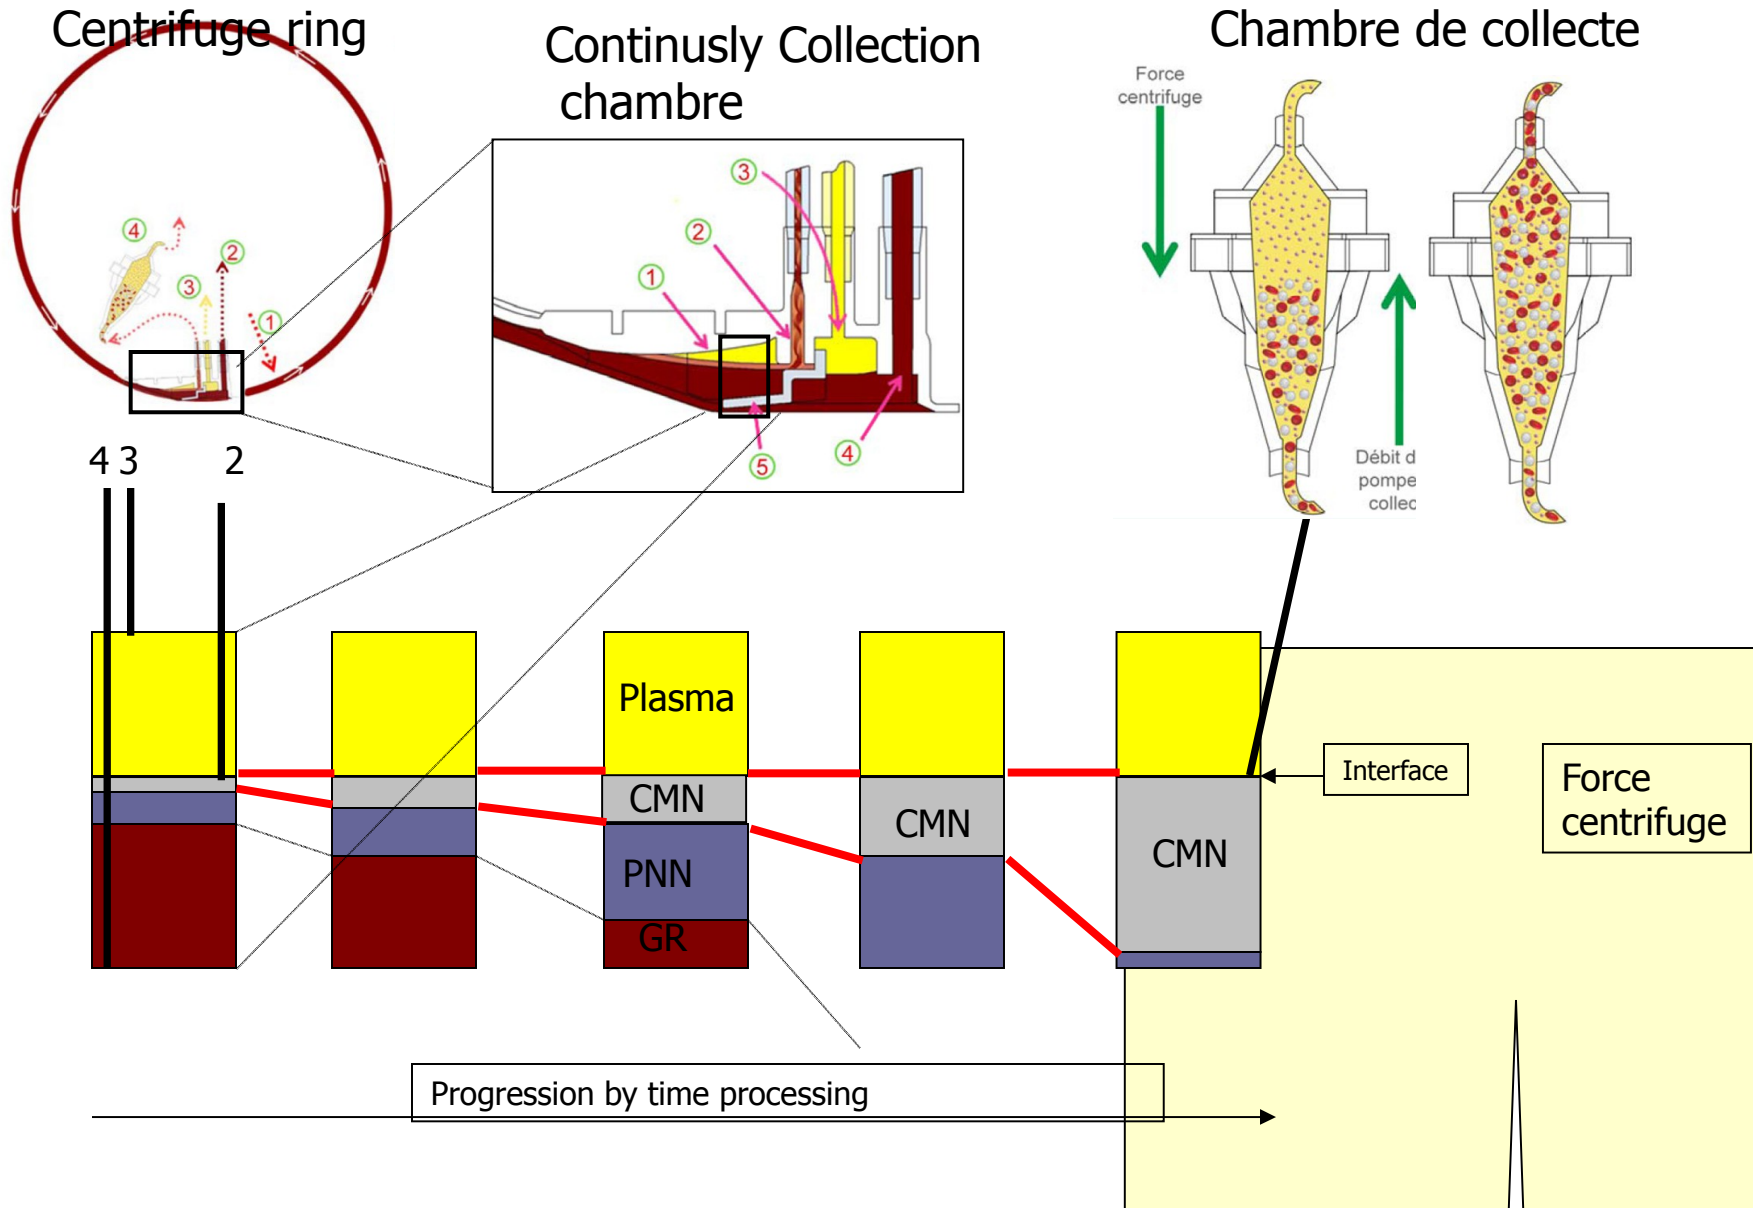 Centrifuge ring
Continusly Collection
chambre
Chambre de collecte
Force
centrifuge
④
②
③
①
③
②
①
④
⑤
Débit d
pompe
collec
4 3 2
Plasma
CMN
PNN
GR
CMN
CMN
Interface
Force
centrifuge
Progression by time processing